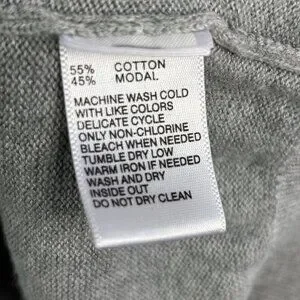 55% COTTON
45% MODAL
MACHINE WASH COLD
WITH LIKE COLORS
DELICATE CYCLE
ONLY NON-CHLORINE
BLEACH WHEN NEEDED
TUMBLE DRY LOW
WARM IRON IF NEEDED
WASH AND DRY
INSIDE OUT
DO NOT DRY CLEAN